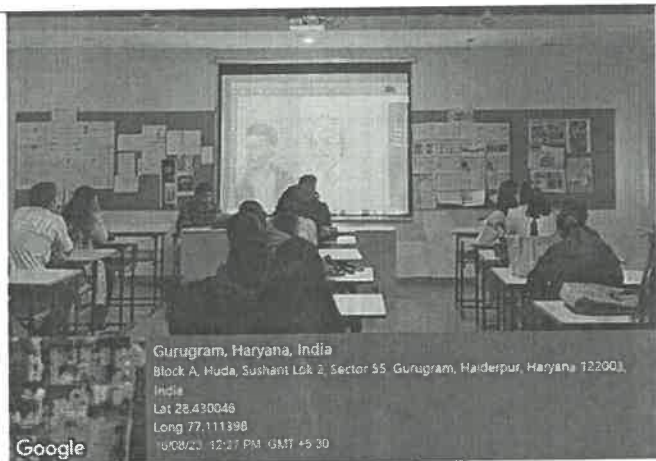 Gurugram, Haryana, India
Block A, Huda, Sushant Lok 2, Sector 55, Gurugram, Haiderpur, Haryana 122003,
India
Lat 28.430046
Long 77.111398
16/08/23 12:27 PM GMT +5:30
Google